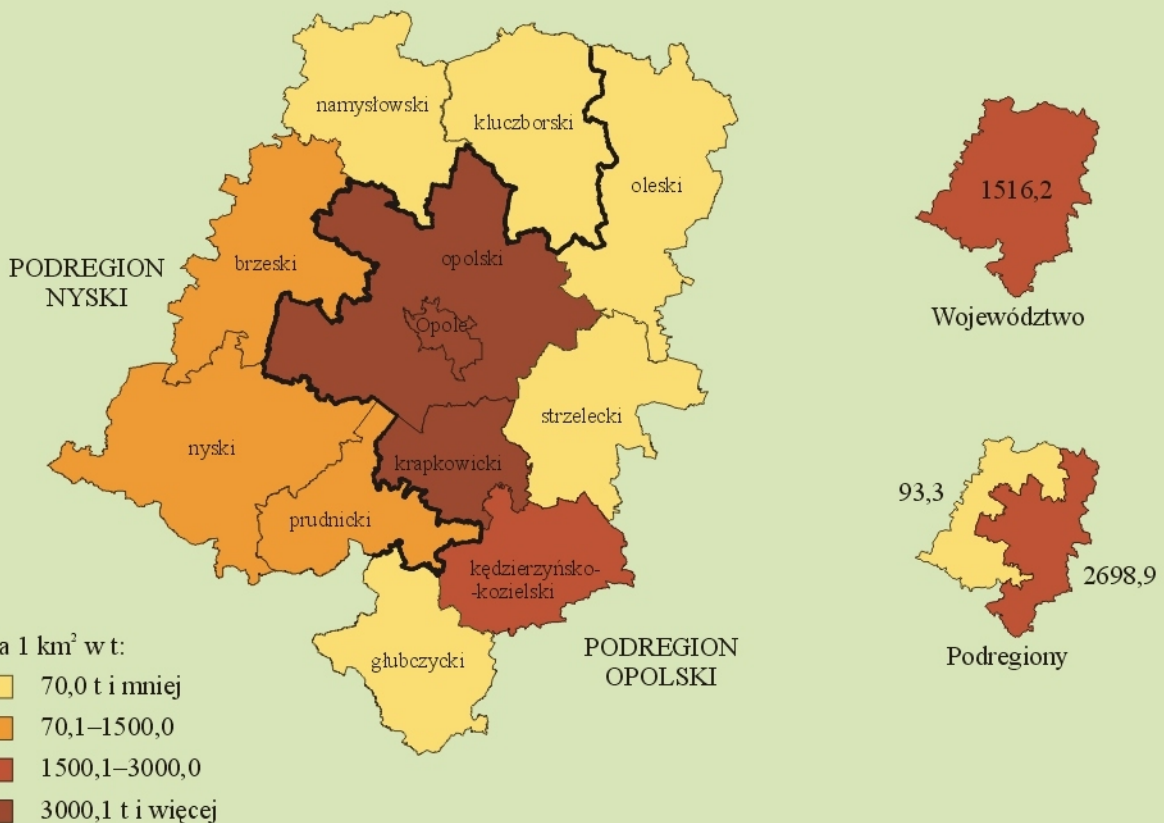 namysłowski
kluczborski
oleski
1516,2
PODREGION
NYSKI
brzeski
opolski
Opole
Województwo
strzelecki
nyski
krapkowicki
93,3
prudnicki
kędzierzyńsko-
-kozielski
2698,9
głubczycki
PODREGION
OPOLSKI
Podregiony
a 1 km² w t:
70,0 t i mniej
70,1–1500,0
1500,1–3000,0
3000,1 t i więcej